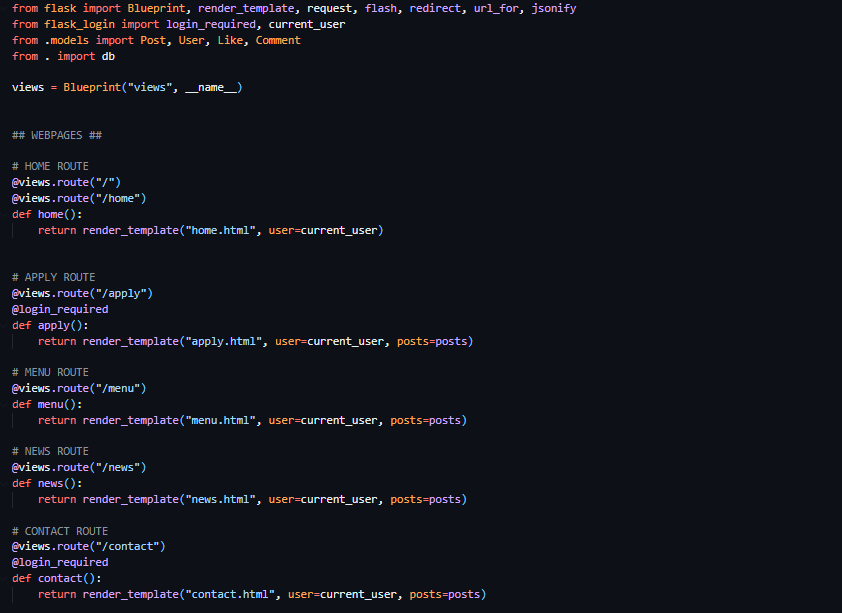 from flask import Blueprint, render_template, request, flash, redirect, url_for, jsonify
from flask_login import login_required, current_user
from .models import Post, User, Like, Comment
from . import db
views = Blueprint("views", __name__)
## WEBPAGES ##
# HOME ROUTE
@views.route("/")
@views.route("/home")
def home():
    return render_template("home.html", user=current_user)
# APPLY ROUTE
@views.route("/apply")
@login_required
def apply():
    return render_template("apply.html", user=current_user, posts=posts)
# MENU ROUTE
@views.route("/menu")
def menu():
    return render_template("menu.html", user=current_user, posts=posts)
# NEWS ROUTE
@views.route("/news")
def news():
    return render_template("news.html", user=current_user, posts=posts)
# CONTACT ROUTE
@views.route("/contact")
@login_required
def contact():
    return render_template("contact.html", user=current_user, posts=posts)